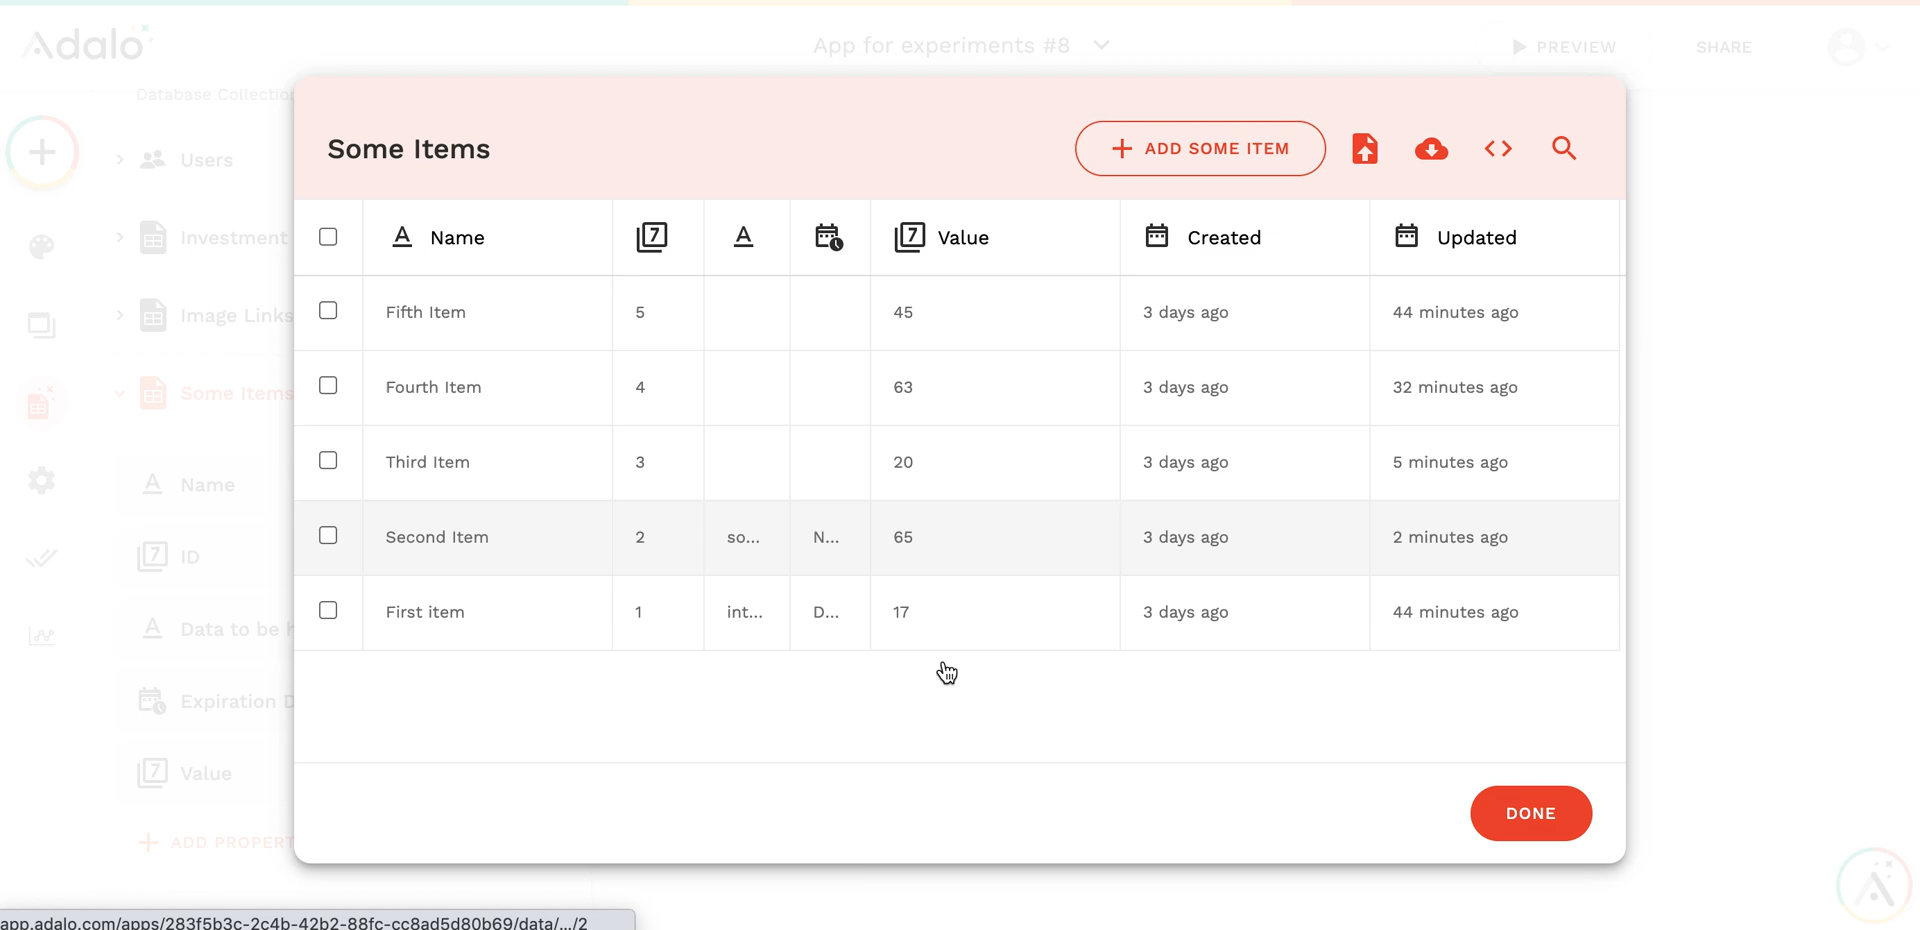 Adalo
App for experiments #8
PREVIEW
SHARE
Database Collection
Users
Investment
Image Links
Some Items
Name
ID
Data to be h
Expiration D
Value
ADD PROPERT
Some Items
ADD SOME ITEM
Name 7 A Value Created Updated
Fifth Item 5 45 3 days ago 44 minutes ago
Fourth Item 4 63 3 days ago 32 minutes ago
Third Item 3 20 3 days ago 5 minutes ago
Second Item 2 so... N... 65 3 days ago 2 minutes ago
First item 1 int... D... 17 3 days ago 44 minutes ago
DONE
app.adalo.com/apps/283f5b3c-2c4b-42b2-88fc-cc8ad5d80b69/data/.../2